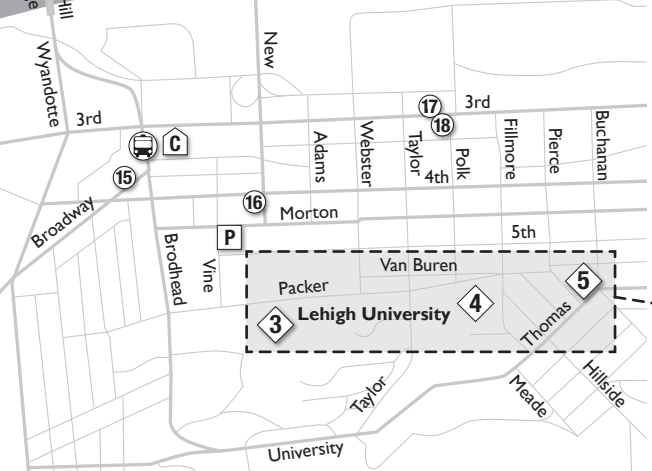 Hill
Wyandotte
New
3rd
17
3rd
18
C
15
Adams
Webster
Taylor
4th
Polk
Fillmore
Pierce
Buchanan
16
Morton
Broadway
P
5th
Brodhead
Vine
Van Buren
Packer
5
4
3
Lehigh University
Thomas
Taylor
Meade
Hillside
University